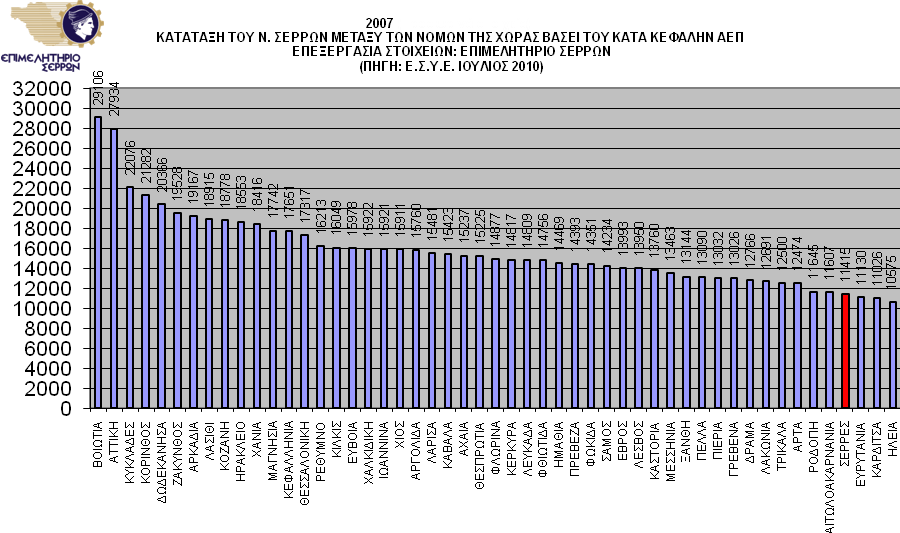 ΕΠΙΜΕΛΗΤΗΡΙΟ
ΣΕΡΡΩΝ
2007
ΚΑΤΑΤΑΞΗ ΤΟΥ Ν. ΣΕΡΡΩΝ ΜΕΤΑΞΥ ΤΩΝ ΝΟΜΩΝ ΤΗΣ ΧΩΡΑΣ ΒΑΣΕΙ ΤΟΥ ΚΑΤΑ ΚΕΦΑΛΗΝ ΑΕΠ
ΕΠΕΞΕΡΓΑΣΙΑ ΣΤΟΙΧΕΙΩΝ: ΕΠΙΜΕΛΗΤΗΡΙΟ ΣΕΡΡΩΝ
(ΠΗΓΗ: Ε.Σ.Υ.Ε. ΙΟΥΛΙΟΣ 2010)
32000
30000
28000
26000
24000
22000
20000
18000
16000
14000
12000
10000
8000
6000
4000
2000
0
29106
27934
22076
21282
20366
19528
19167
18915
18778
18553
18416
17742
17651
17317
16213
16049
15978
15922
15921
15911
15760
15481
15423
15237
15225
14877
14817
14809
14756
14469
14393
14351
14234
13993
13950
13760
13463
13144
13090
13032
13026
12766
12691
12500
12474
11645
11607
11415
11130
11026
10575
ΒΟΙΩΤΙΑ
ΑΤΤΙΚΗ
ΚΥΚΛΑΔΕΣ
ΚΟΡΙΝΘΟΣ
ΔΩΔΕΚΑΝΗΣΑ
ΖΑΚΥΝΘΟΣ
ΑΡΚΑΔΙΑ
ΛΑΣΙΘΙ
ΚΟΖΑΝΗ
ΗΡΑΚΛΕΙΟ
ΧΑΝΙΑ
ΜΑΓΝΗΣΙΑ
ΚΕΦΑΛΛΗΝΙΑ
ΘΕΣΣΑΛΟΝΙΚΗ
ΡΕΘΥΜΝΟ
ΚΙΛΚΙΣ
ΕΥΒΟΙΑ
ΧΑΛΚΙΔΙΚΗ
ΙΩΑΝΝΙΝΑ
ΧΙΟΣ
ΑΡΓΟΛΙΔΑ
ΛΑΡΙΣΑ
ΚΑΒΑΛΑ
ΑΧΑΙΑ
ΘΕΣΠΡΩΤΙΑ
ΦΛΩΡΙΝΑ
ΚΕΡΚΥΡΑ
ΛΕΥΚΑΔΑ
ΦΘΙΩΤΙΔΑ
ΗΜΑΘΙΑ
ΠΡΕΒΕΖΑ
ΦΩΚΙΔΑ
ΣΑΜΟΣ
ΕΒΡΟΣ
ΛΕΣΒΟΣ
ΚΑΣΤΟΡΙΑ
ΜΕΣΣΗΝΙΑ
ΞΑΝΘΗ
ΠΕΛΛΑ
ΠΙΕΡΙΑ
ΓΡΕΒΕΝΑ
ΔΡΑΜΑ
ΛΑΚΩΝΙΑ
ΤΡΙΚΑΛΑ
ΑΡΤΑ
ΡΟΔΟΠΗ
ΑΙΤΩΛΟΑΚΑΡΝΑΝΙΑ
ΣΕΡΡΕΣ
ΕΥΡΥΤΑΝΙΑ
ΚΑΡΔΙΤΣΑ
ΗΛΕΙΑ